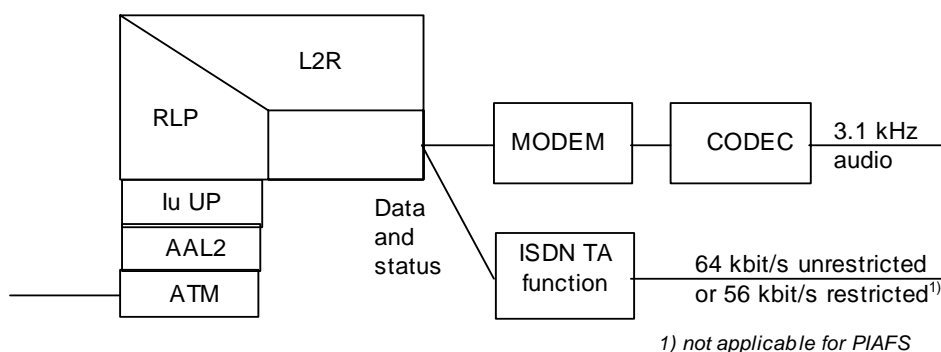 L2R
RLP
MODEM
CODEC
3.1 kHz
audio
Iu UP
AAL2
ATM
Data
and
status
ISDN TA
function
64 kbit/s unrestricted
or 56 kbit/s restricted1)
1) not applicable for PIAFS